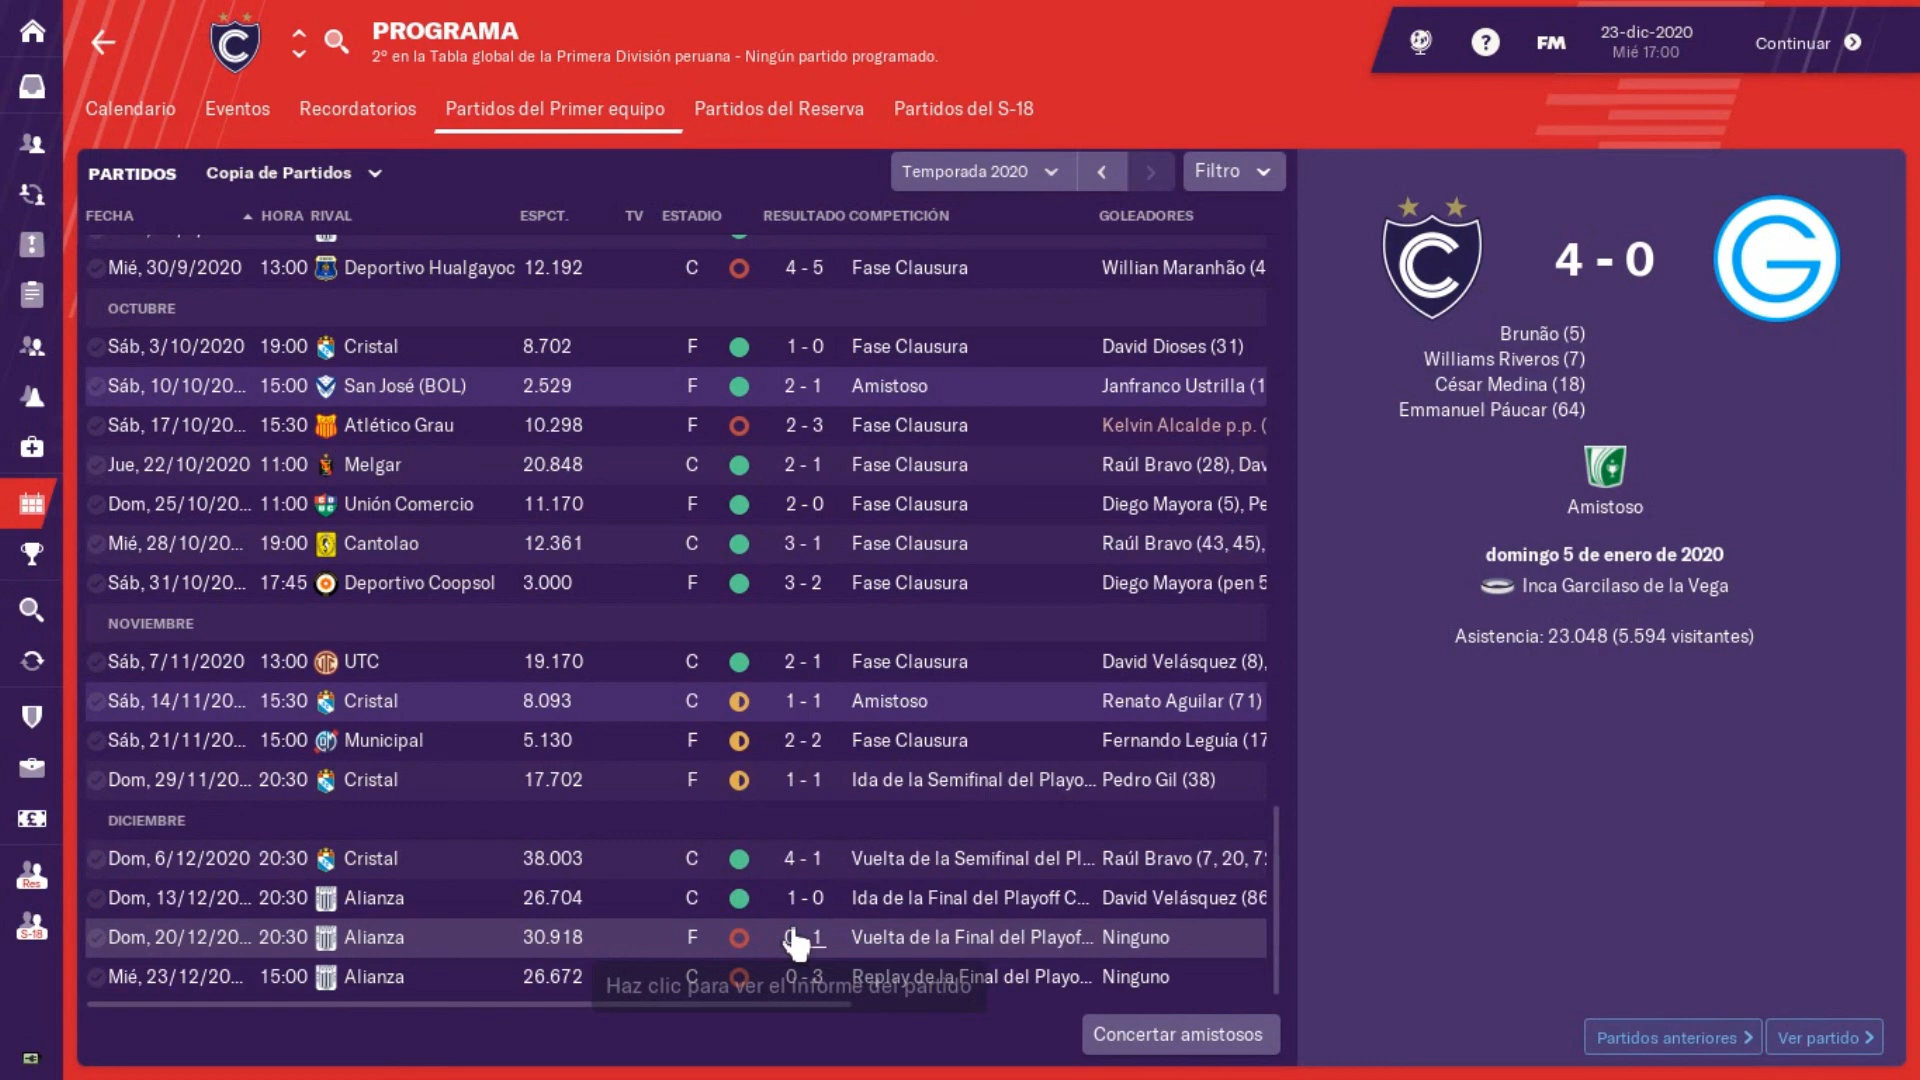 PROGRAMA
2° en la Tabla global de la Primera División peruana - Ningún partido programado.
FM
23-dic-2020
Mié 17:00
Continuar
Calendario Eventos Recordatorios Partidos del Primer equipo Partidos del Reserva Partidos del S-18
PARTIDOS Copia de Partidos Temporada 2020 Filtro
FECHA HORA RIVAL ESPCT. TV ESTADIO RESULTADO COMPETICIÓN GOLEADORES
Mié, 30/9/2020 13:00 Deportivo Hualgayoc 12.192 C 4 - 5 Fase Clausura Willian Maranhão (4
OCTUBRE
Sáb, 3/10/2020 19:00 Cristal 8.702 F 1 - 0 Fase Clausura David Dioses (31)
Sáb, 10/10/20... 15:00 San José (BOL) 2.529 F 2 - 1 Amistoso Janfranco Ustrilla (1
Sáb, 17/10/20... 15:30 Atlético Grau 10.298 F 2 - 3 Fase Clausura Kelvin Alcalde p.p. (
Jue, 22/10/2020 11:00 Melgar 20.848 C 2 - 1 Fase Clausura Raúl Bravo (28), Dav
Dom, 25/10/20... 11:00 Unión Comercio 11.170 F 2 - 0 Fase Clausura Diego Mayora (5), Pe
Mié, 28/10/20... 19:00 Cantolao 12.361 C 3 - 1 Fase Clausura Raúl Bravo (43, 45),
Sáb, 31/10/20... 17:45 Deportivo Coopsol 3.000 F 3 - 2 Fase Clausura Diego Mayora (pen 5
NOVIEMBRE
Sáb, 7/11/2020 13:00 UTC 19.170 C 2 - 1 Fase Clausura David Velásquez (8),
Sáb, 14/11/20... 15:30 Cristal 8.093 C 1 - 1 Amistoso Renato Aguilar (71)
Sáb, 21/11/20... 15:00 Municipal 5.130 F 2 - 2 Fase Clausura Fernando Leguía (17
Dom, 29/11/20... 20:30 Cristal 17.702 F 1 - 1 Ida de la Semifinal del Playo... Pedro Gil (38)
DICIEMBRE
Dom, 6/12/2020 20:30 Cristal 38.003 C 4 - 1 Vuelta de la Semifinal del Pl... Raúl Bravo (7, 20, 7
Dom, 13/12/20... 20:30 Alianza 26.704 C 1 - 0 Ida de la Final del Playoff C... David Velásquez (86
Dom, 20/12/20... 20:30 Alianza 30.918 F 1 Vuelta de la Final del Playof... Ninguno
Mié, 23/12/20... 15:00 Alianza 26.672 C 0 - 3 Replay de la Final del Playo... Ninguno
Haz clic para ver el informe del partido
Concertar amistosos
4 - 0
Brunão (5)
Williams Riveros (7)
César Medina (18)
Emmanuel Páucar (64)
Amistoso
domingo 5 de enero de 2020
Inca Garcilaso de la Vega
Asistencia: 23.048 (5.594 visitantes)
Partidos anteriores Ver partido
Res
S-18